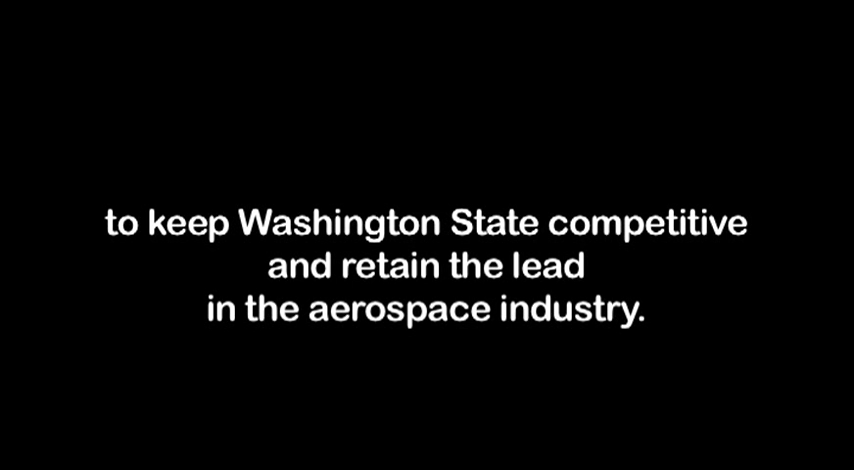 to keep Washington State competitive
and retain the lead
in the aerospace industry.